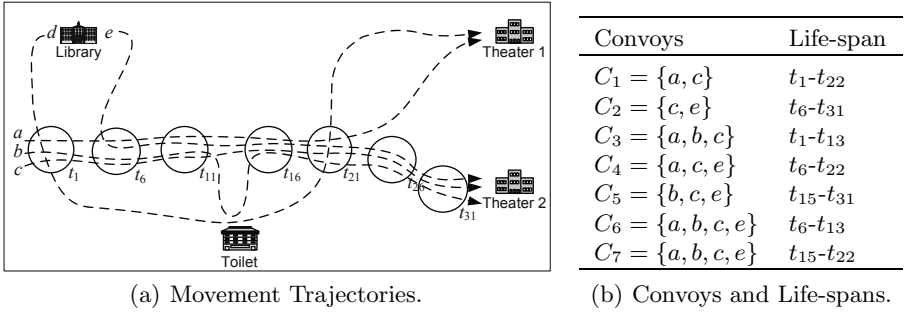 d e
Library
Theater 1
a
b
c
t1 t6 t11 t16 t21 t26 t31
Theater 2
Toilet
(a) Movement Trajectories.
Convoys Life-span
C1 = {a, c} t1-t22
C2 = {c, e} t6-t31
C3 = {a, b, c} t1-t13
C4 = {a, c, e} t6-t22
C5 = {b, c, e} t15-t31
C6 = {a, b, c, e} t6-t13
C7 = {a, b, c, e} t15-t22
(b) Convoys and Life-spans.